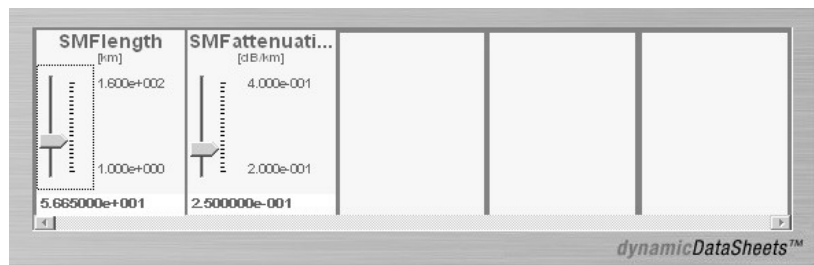 SMFlength SMFattenuati...
[km] [dB/km]
1.600e+002 4.000e-001
1.000e+000 2.000e-001
5.665000e+001 2.500000e-001
dynamicDataSheets™